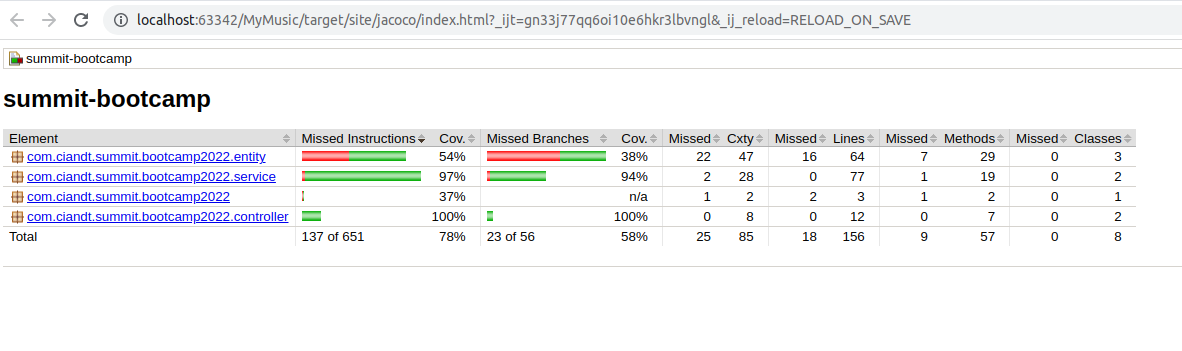 localhost:63342/MyMusic/target/site/jacoco/index.html?_ijt=gn33j77qq6oi10e6hkr3lbvngl&_ij_reload=RELOAD_ON_SAVE
summit-bootcamp
summit-bootcamp
Element Missed Instructions Cov. Missed Branches Cov. Missed Cxty Missed Lines Missed Methods Missed Classes
com.ciandt.summit.bootcamp2022.entity 54% 38% 22 47 16 64 7 29 0 3
com.ciandt.summit.bootcamp2022.service 97% 94% 2 28 0 77 1 19 0 2
com.ciandt.summit.bootcamp2022 37% n/a 1 2 2 3 1 2 0 1
com.ciandt.summit.bootcamp2022.controller 100% 100% 0 8 0 12 0 7 0 2
Total 137 of 651 78% 23 of 56 58% 25 85 18 156 9 57 0 8